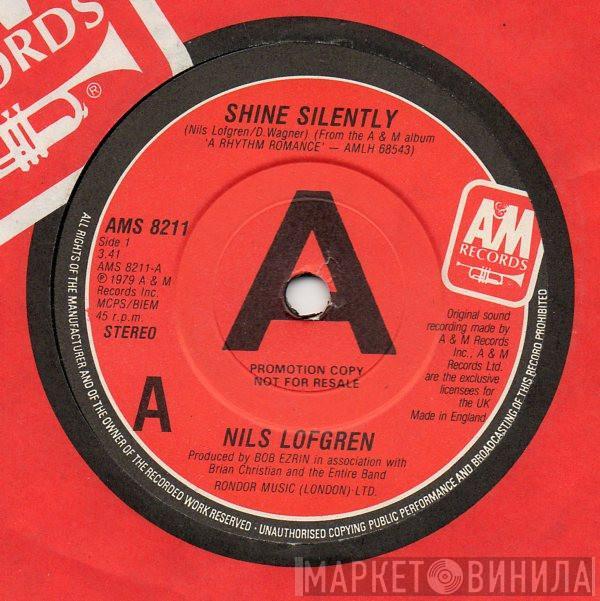 ORDS
®
SHINE SILENTLY
(Nils Lofgren/D. Wagner) (From the A & M album
'A RHYTHM ROMANCE' — AMLH 68543)
A
AMS 8211
Side 1
3.41
AMS 8211-A
℗ 1979 A & M
Records Inc.
MCPS/BIEM
45 r.p.m.
STEREO
A&M
RECORDS
Original sound
recording made by
A & M Records
Inc., A & M
Records Ltd.
are the exclusive
licensees for
the UK
Made in England
PROMOTION COPY
NOT FOR RESALE
A
NILS LOFGREN
Produced by BOB EZRIN in association with
Brian Christian and the Entire Band
RONDOR MUSIC (LONDON) LTD.
ALL RIGHTS OF THE MANUFACTURER AND OF THE OWNER OF THE RECORDED WORK RESERVED · UNAUTHORISED COPYING PUBLIC PERFORMANCE AND BROADCASTING OF THIS RECORD PROHIBITED
МАРКЕТ ВИНИЛА